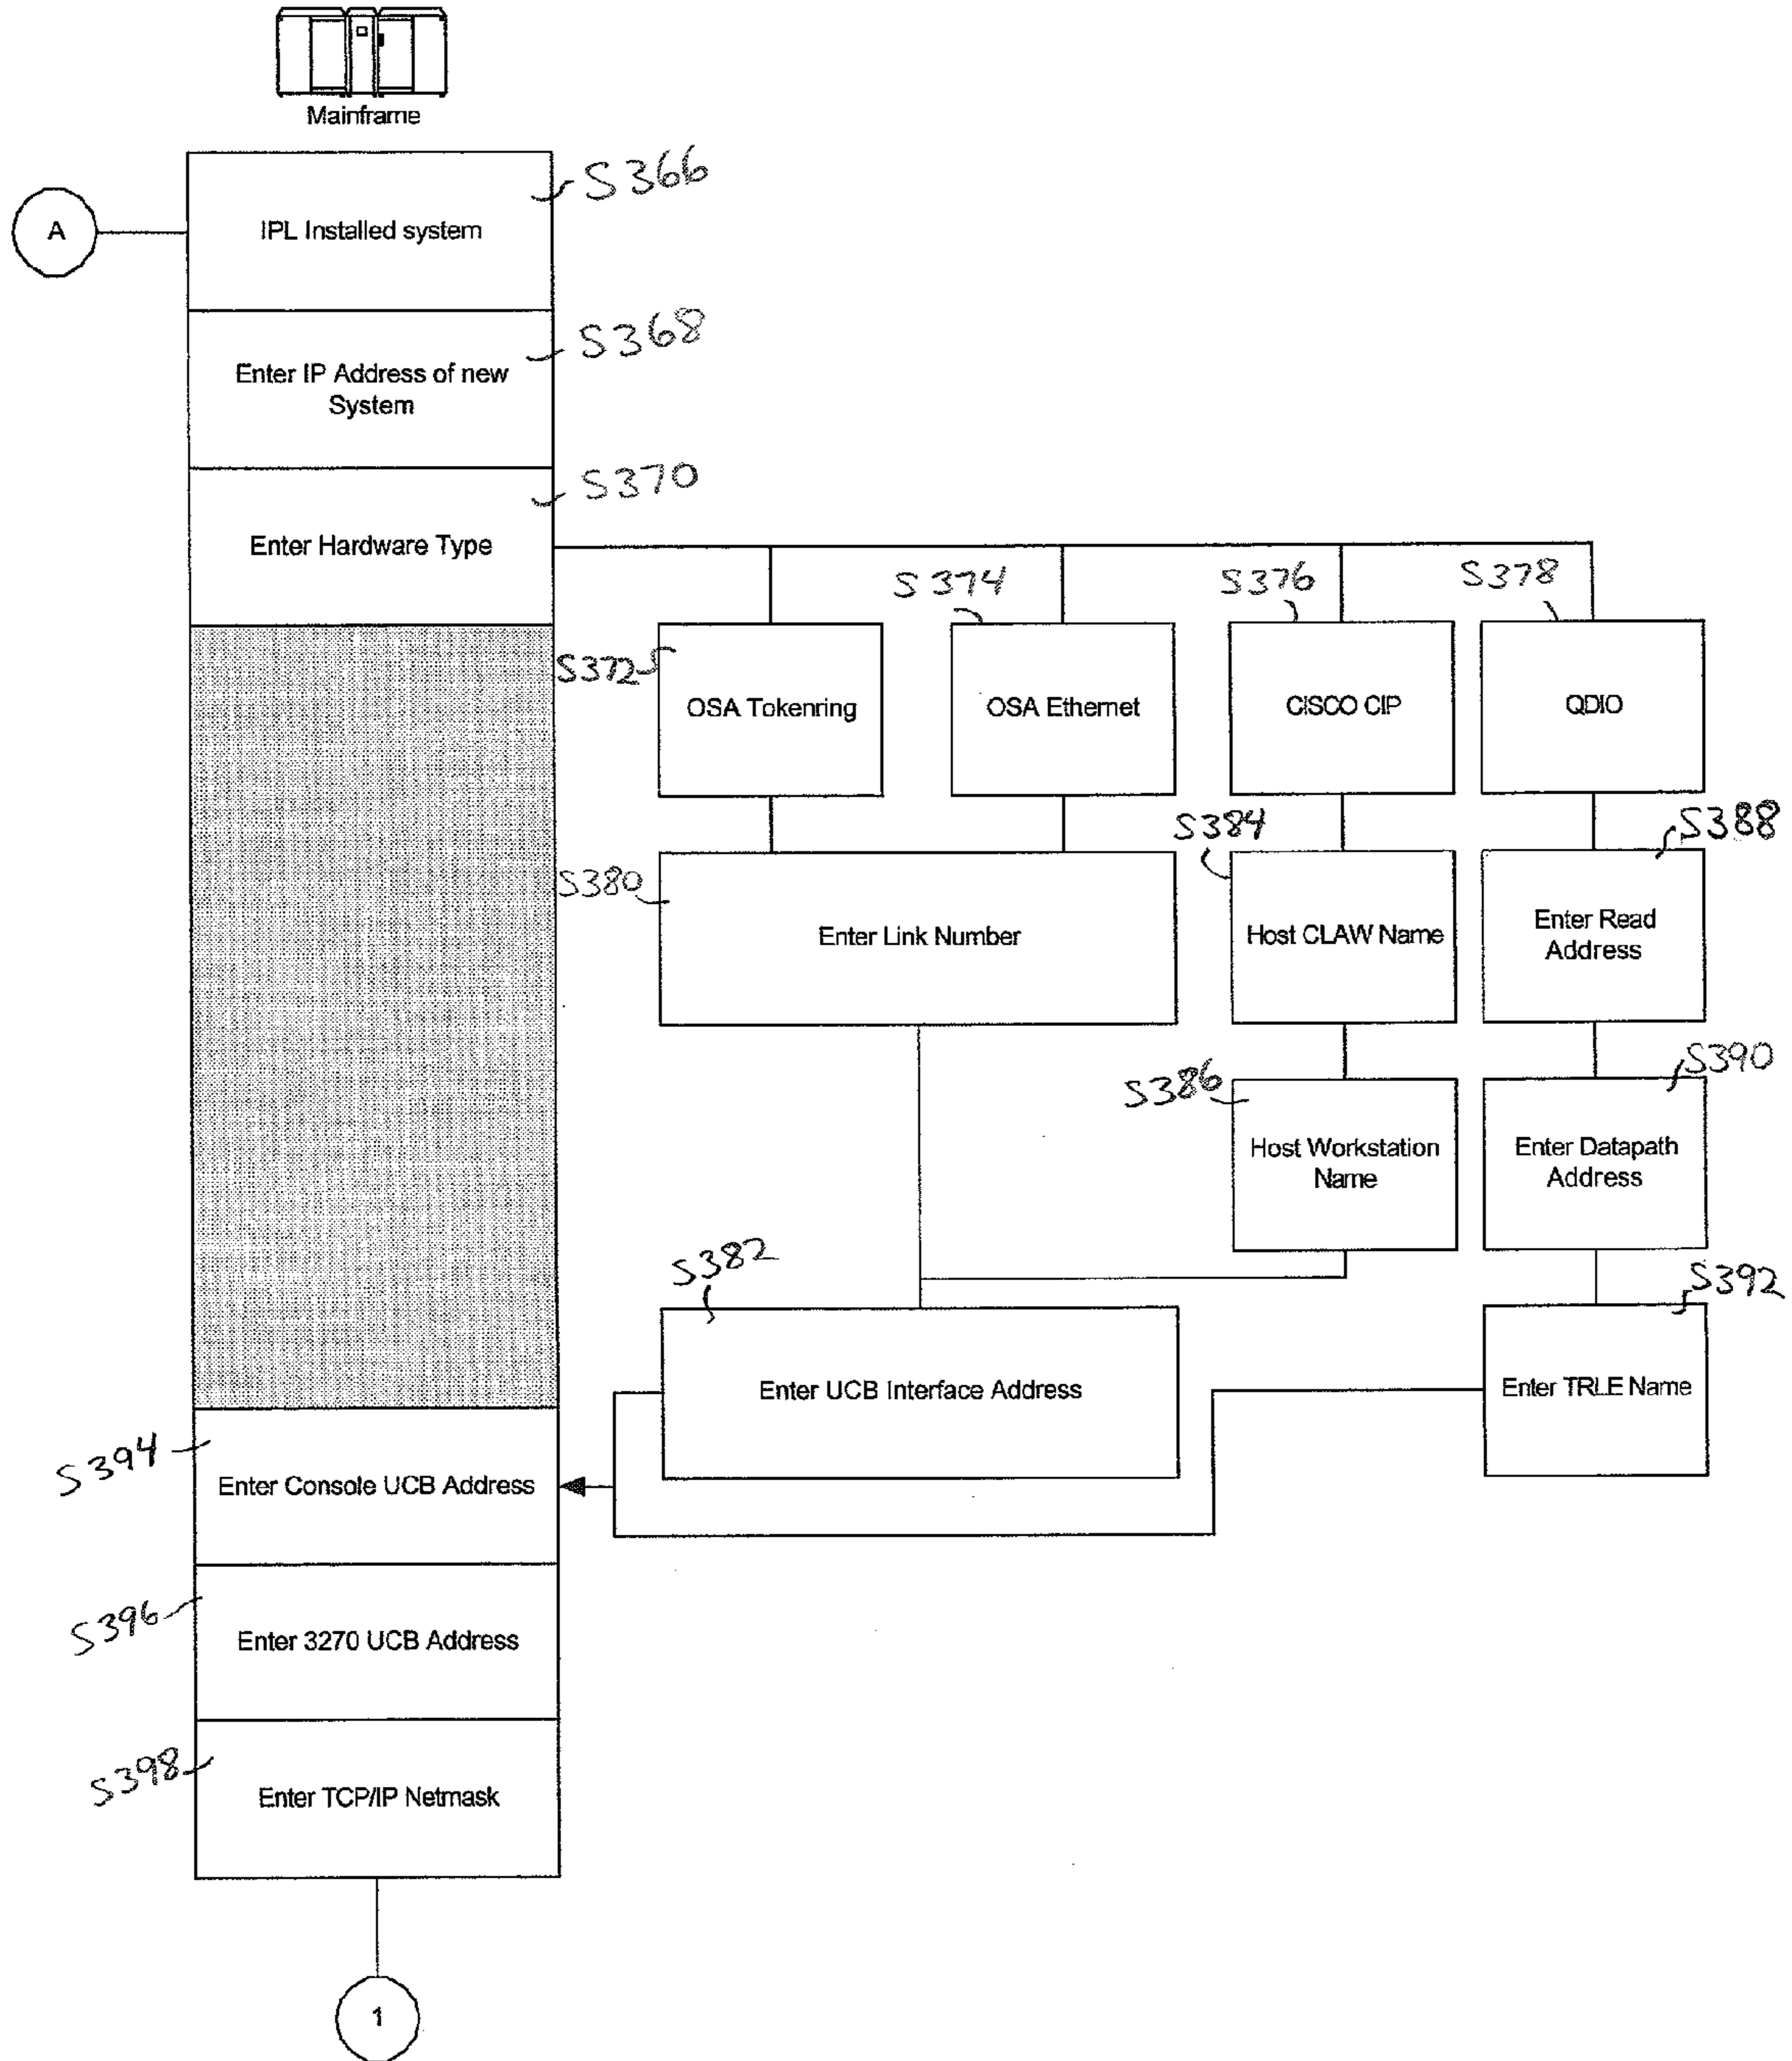 Mainframe
S366
A
IPL Installed system
S368
Enter IP Address of new
System
S370
Enter Hardware Type
S374
S376
S378
S372
OSA Tokenring
OSA Ethernet
CISCO CIP
QDIO
S384
S388
S380
Enter Link Number
Host CLAW Name
Enter Read
Address
S390
S386
Host Workstation
Name
Enter Datapath
Address
S382
S392
Enter UCB Interface Address
Enter TRLE Name
S394
Enter Console UCB Address
S396
Enter 3270 UCB Address
S398
Enter TCP/IP Netmask
1